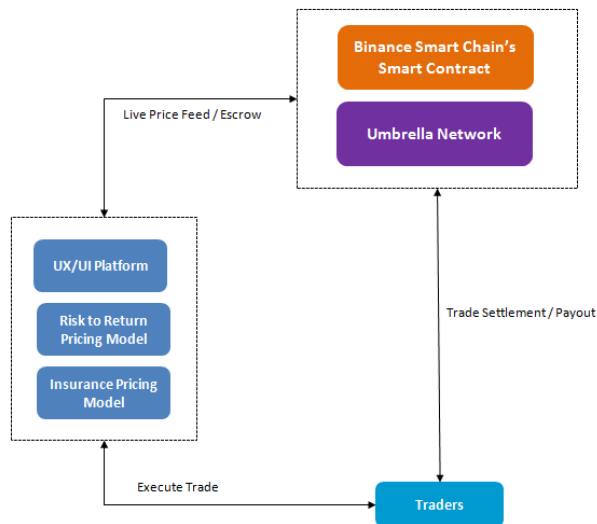 Binance Smart Chain's
Smart Contract
Live Price Feed / Escrow
Umbrella Network
UX/UI Platform
Risk to Return
Pricing Model
Trade Settlement / Payout
Insurance Pricing
Model
Execute Trade
Traders